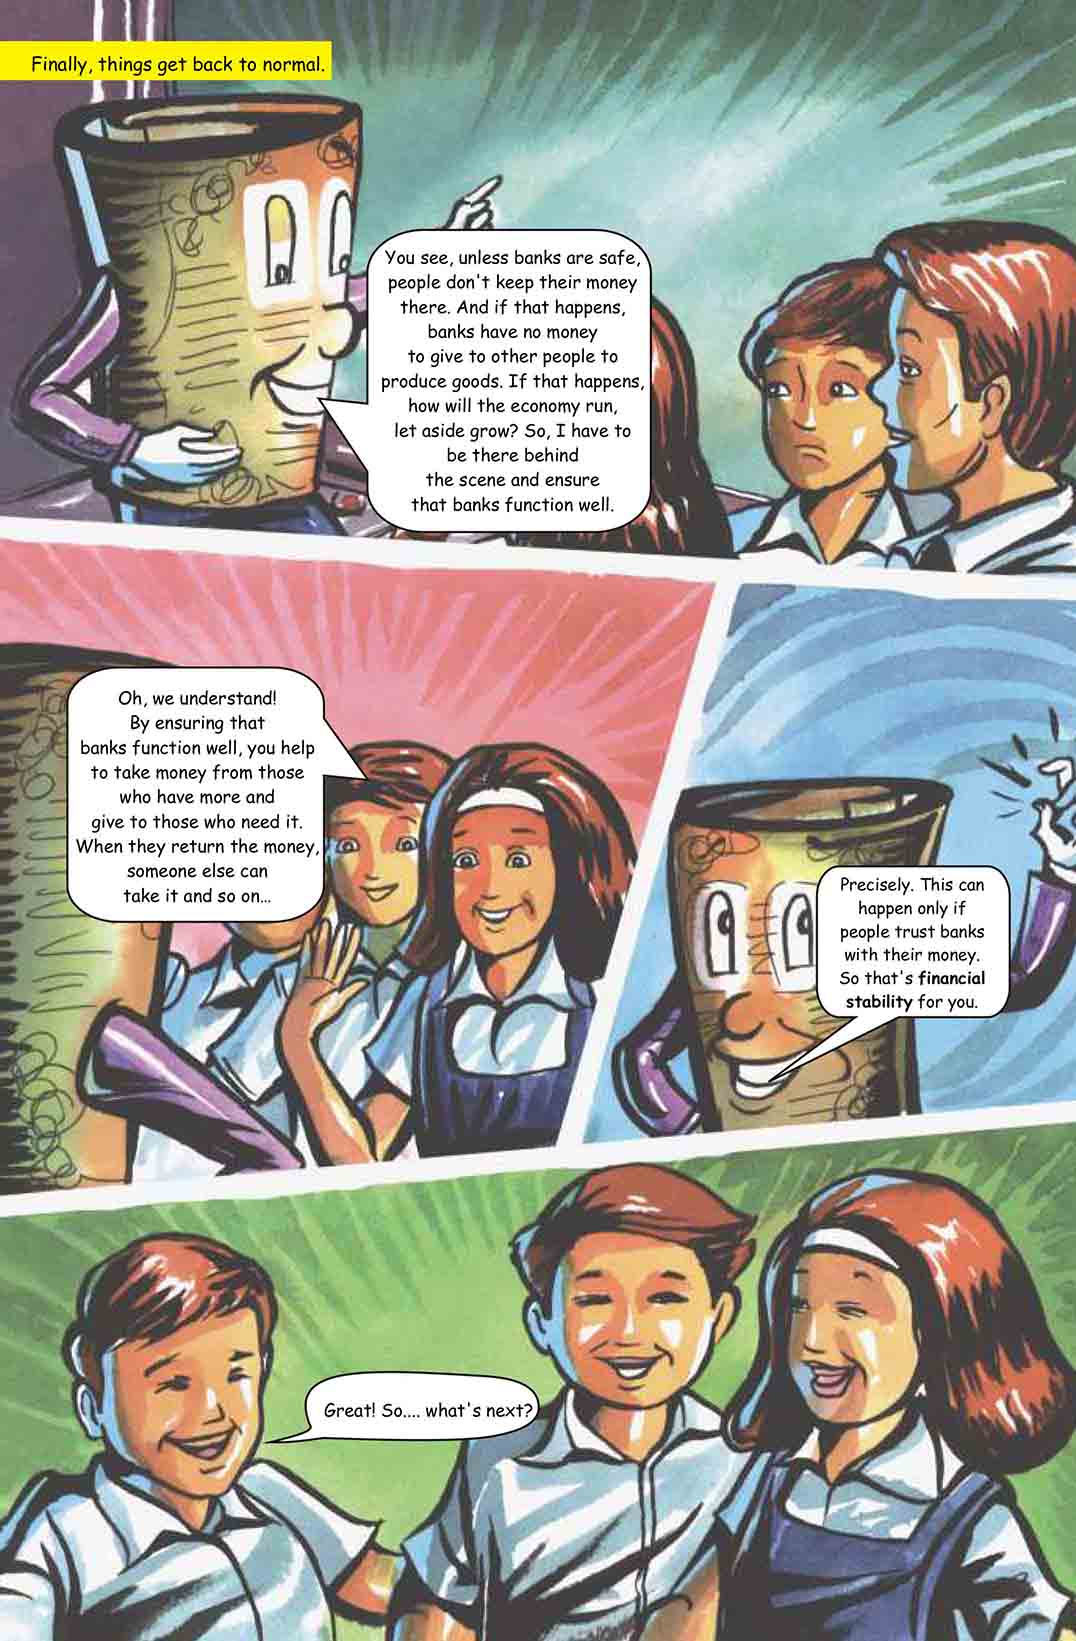 Finally, things get back to normal.
You see, unless banks are safe,
people don't keep their money
there. And if that happens,
banks have no money
to give to other people to
produce goods. If that happens,
how will the economy run,
let aside grow? So, I have to
be there behind
the scene and ensure
that banks function well.
Oh, we understand!
By ensuring that
banks function well, you help
to take money from those
who have more and
give to those who need it.
When they return the money,
someone else can
take it and so on...
Precisely. This can
happen only if
people trust banks
with their money.
So that's financial
stability for you.
Great! So.... what's next?